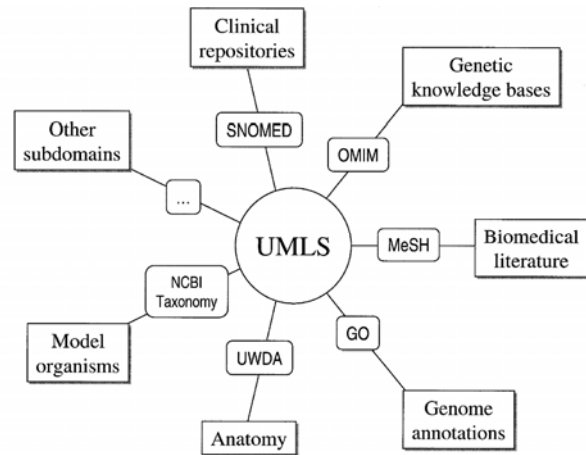 Clinical
repositories
Genetic
knowledge bases
SNOMED
Other
subdomains
OMIM
...
UMLS
MeSH
Biomedical
literature
NCBI
Taxonomy
GO
Model
organisms
UWDA
Genome
annotations
Anatomy